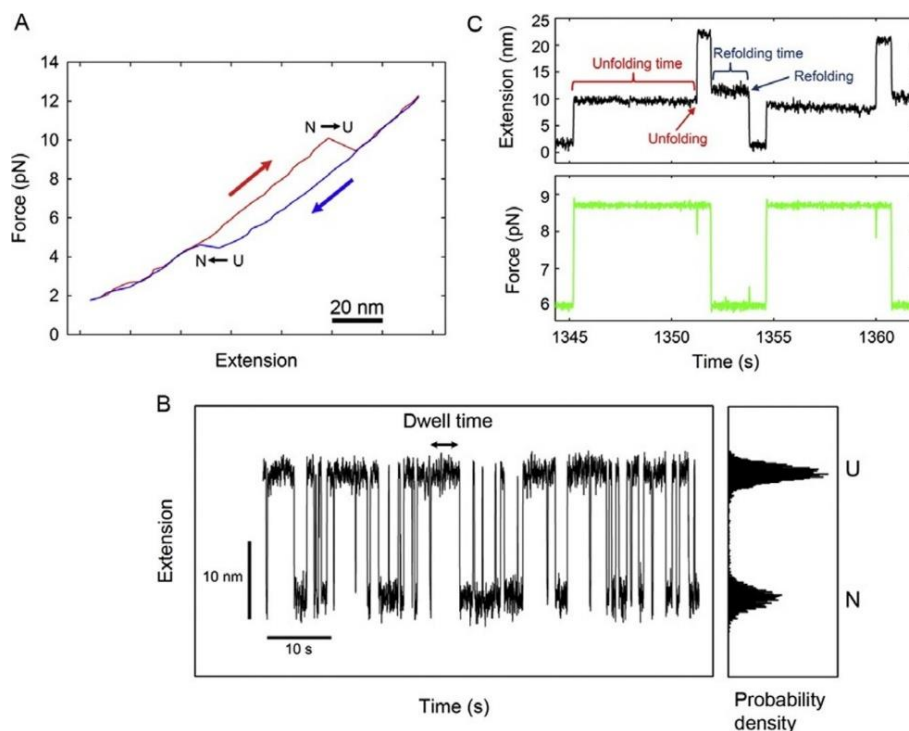 A
Force (pN)
14
12
10
8
6
4
2
0
N → U
N ← U
20 nm
Extension
C
Extension (nm)
25
20
15
10
5
0
Unfolding time
Refolding time
Refolding
Unfolding
Force (pN)
9
8
7
6
1345
1350
1355
1360
Time (s)
B
Dwell time
Extension
10 nm
10 s
Time (s)
U
N
Probability
density